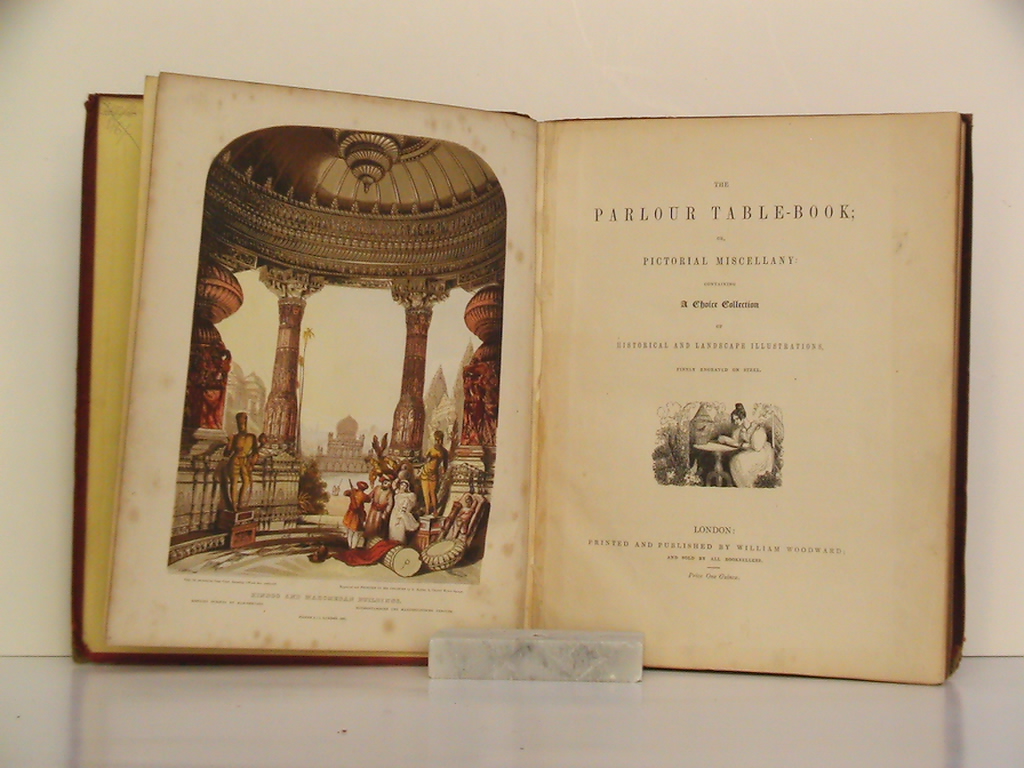 HINDOO AND MAHOMEDAN BUILDINGS.
THE
PARLOUR TABLE-BOOK;
OR,
PICTORIAL MISCELLANY:
CONTAINING
A Choice Collection
OF
HISTORICAL AND LANDSCAPE ILLUSTRATIONS,
FINELY ENGRAVED ON STEEL.
LONDON:
PRINTED AND PUBLISHED BY WILLIAM WOODWARD;
AND SOLD BY ALL BOOKSELLERS.
Price One Guinea.